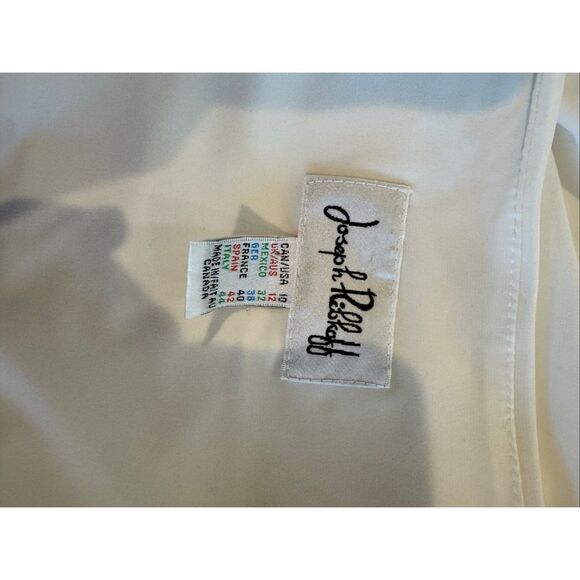 Joseph Ribkoff
CAN/USA 10
UK/AUS 12
MEXICO 32
GER 38
FRANCE 40
SPAIN 42
ITALY 44
MADE IN/FAIT AU
CANADA